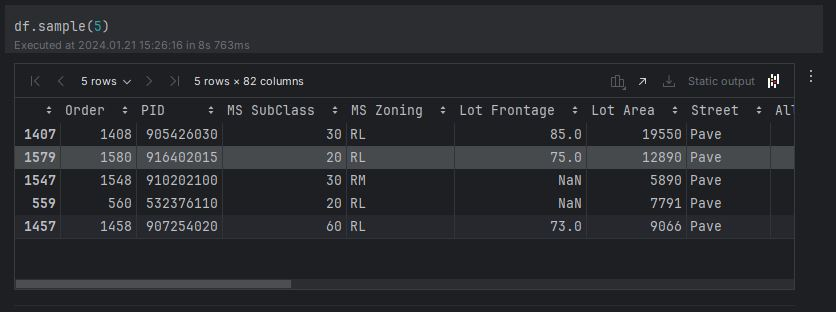 df.sample(5)
Executed at 2024.01.21 15:26:16 in 8s 763ms
5 rows 5 rows × 82 columns Static output
Order PID MS SubClass MS Zoning Lot Frontage Lot Area Street Al
1407 1408 905426030 30 RL 85.0 19550 Pave
1579 1580 916402015 20 RL 75.0 12890 Pave
1547 1548 910202100 30 RM NaN 5890 Pave
559 560 532376110 20 RL NaN 7791 Pave
1457 1458 907254020 60 RL 73.0 9066 Pave